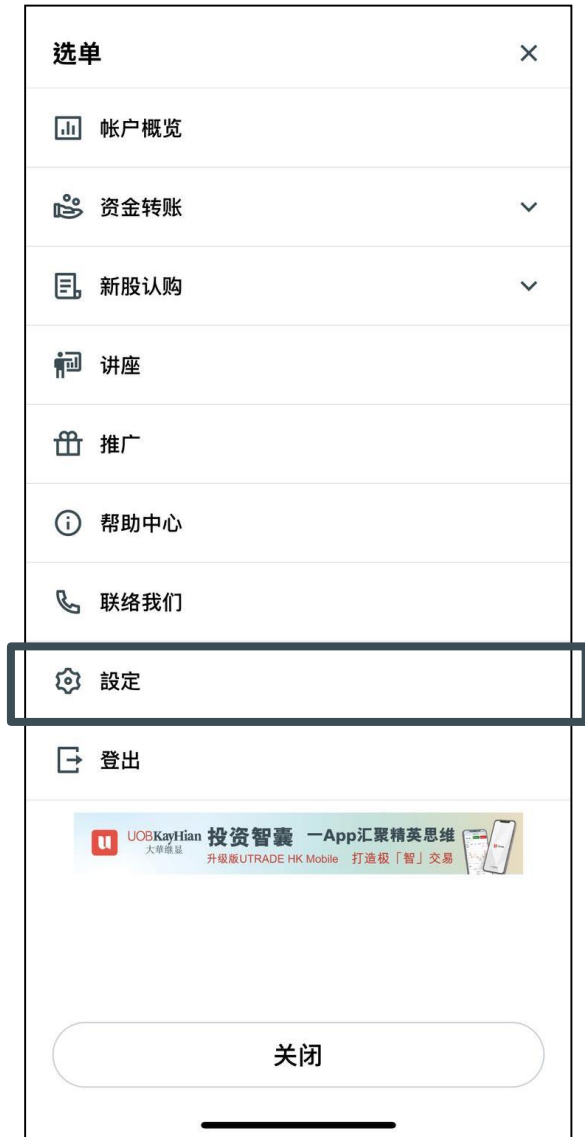 选单
帐户概览
资金转账
新股认购
讲座
推广
帮助中心
联络我们
設定
登出
UOBKayHian 投资智囊 一App汇聚精英思维
大華继显 升级版UTRADE HK Mobile 打造极「智」交易
关闭